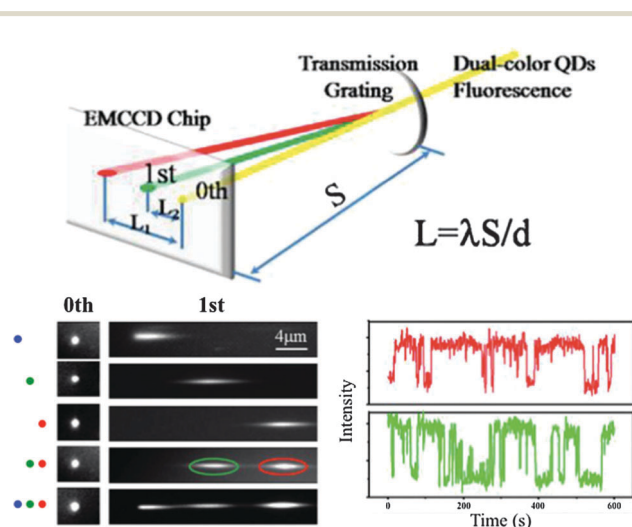 Transmission
Grating
Dual-color QDs
Fluorescence
EMCCD Chip
1st
0th
L2
L1
S
L=λS/d
0th
1st
4μm
Intensity
0
200
400
600
Time (s)